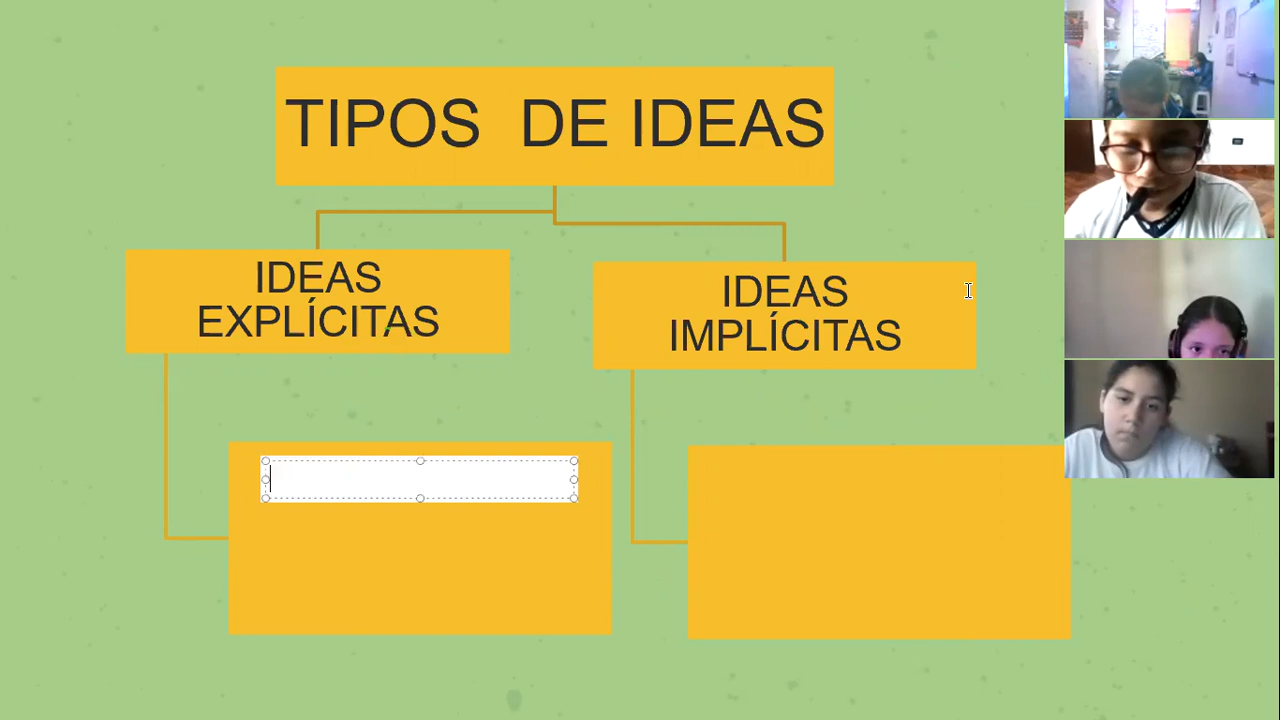 TIPOS DE IDEAS
IDEAS
EXPLÍCITAS
IDEAS
IMPLÍCITAS